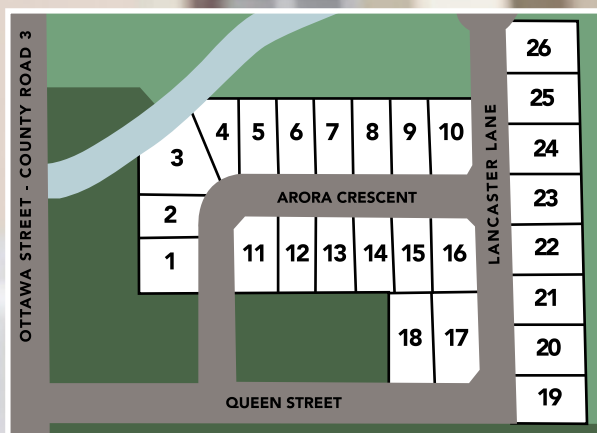 OTTAWA STREET - COUNTY ROAD 3
26
25
4 5 6 7 8 9 10
LANCASTER LANE
24
3
ARORA CRESCENT
23
2
22
1
11 12 13 14 15 16
21
18 17
20
QUEEN STREET
19